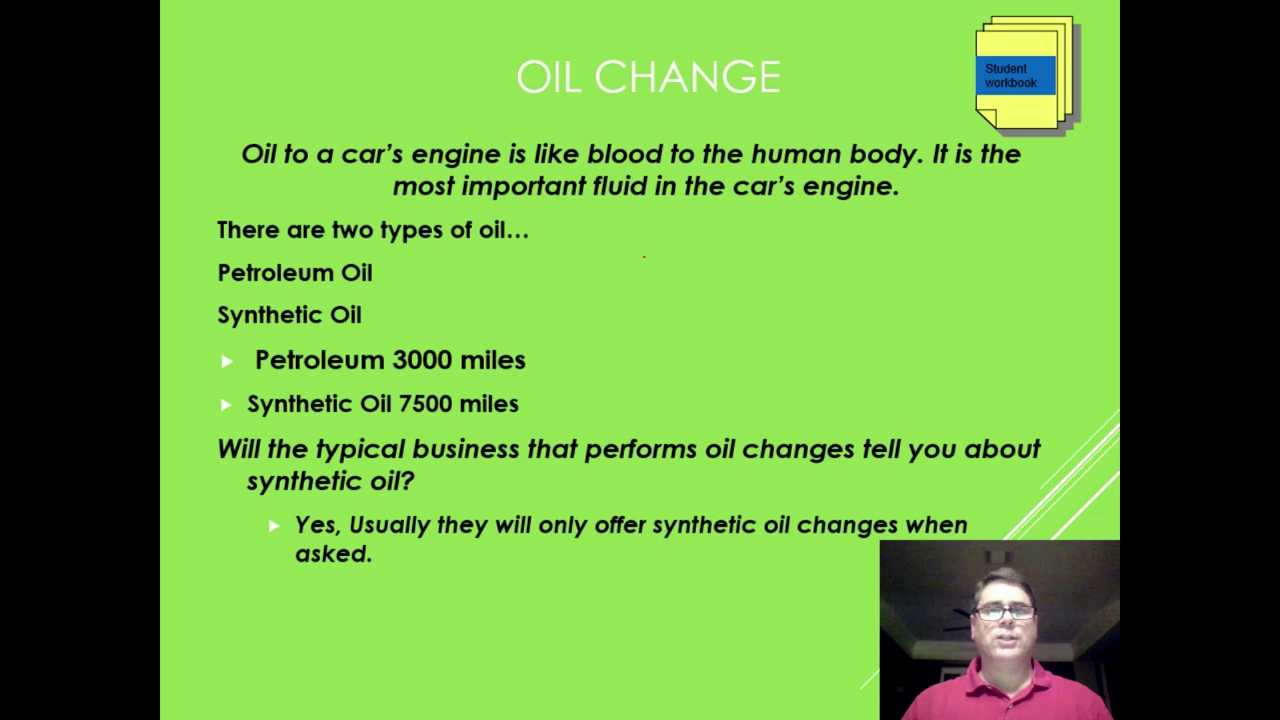 OIL CHANGE
Student
workbook
Oil to a car's engine is like blood to the human body. It is the
most important fluid in the car's engine.
There are two types of oil…
Petroleum Oil
Synthetic Oil
Petroleum 3000 miles
Synthetic Oil 7500 miles
Will the typical business that performs oil changes tell you about
synthetic oil?
Yes, Usually they will only offer synthetic oil changes when
asked.